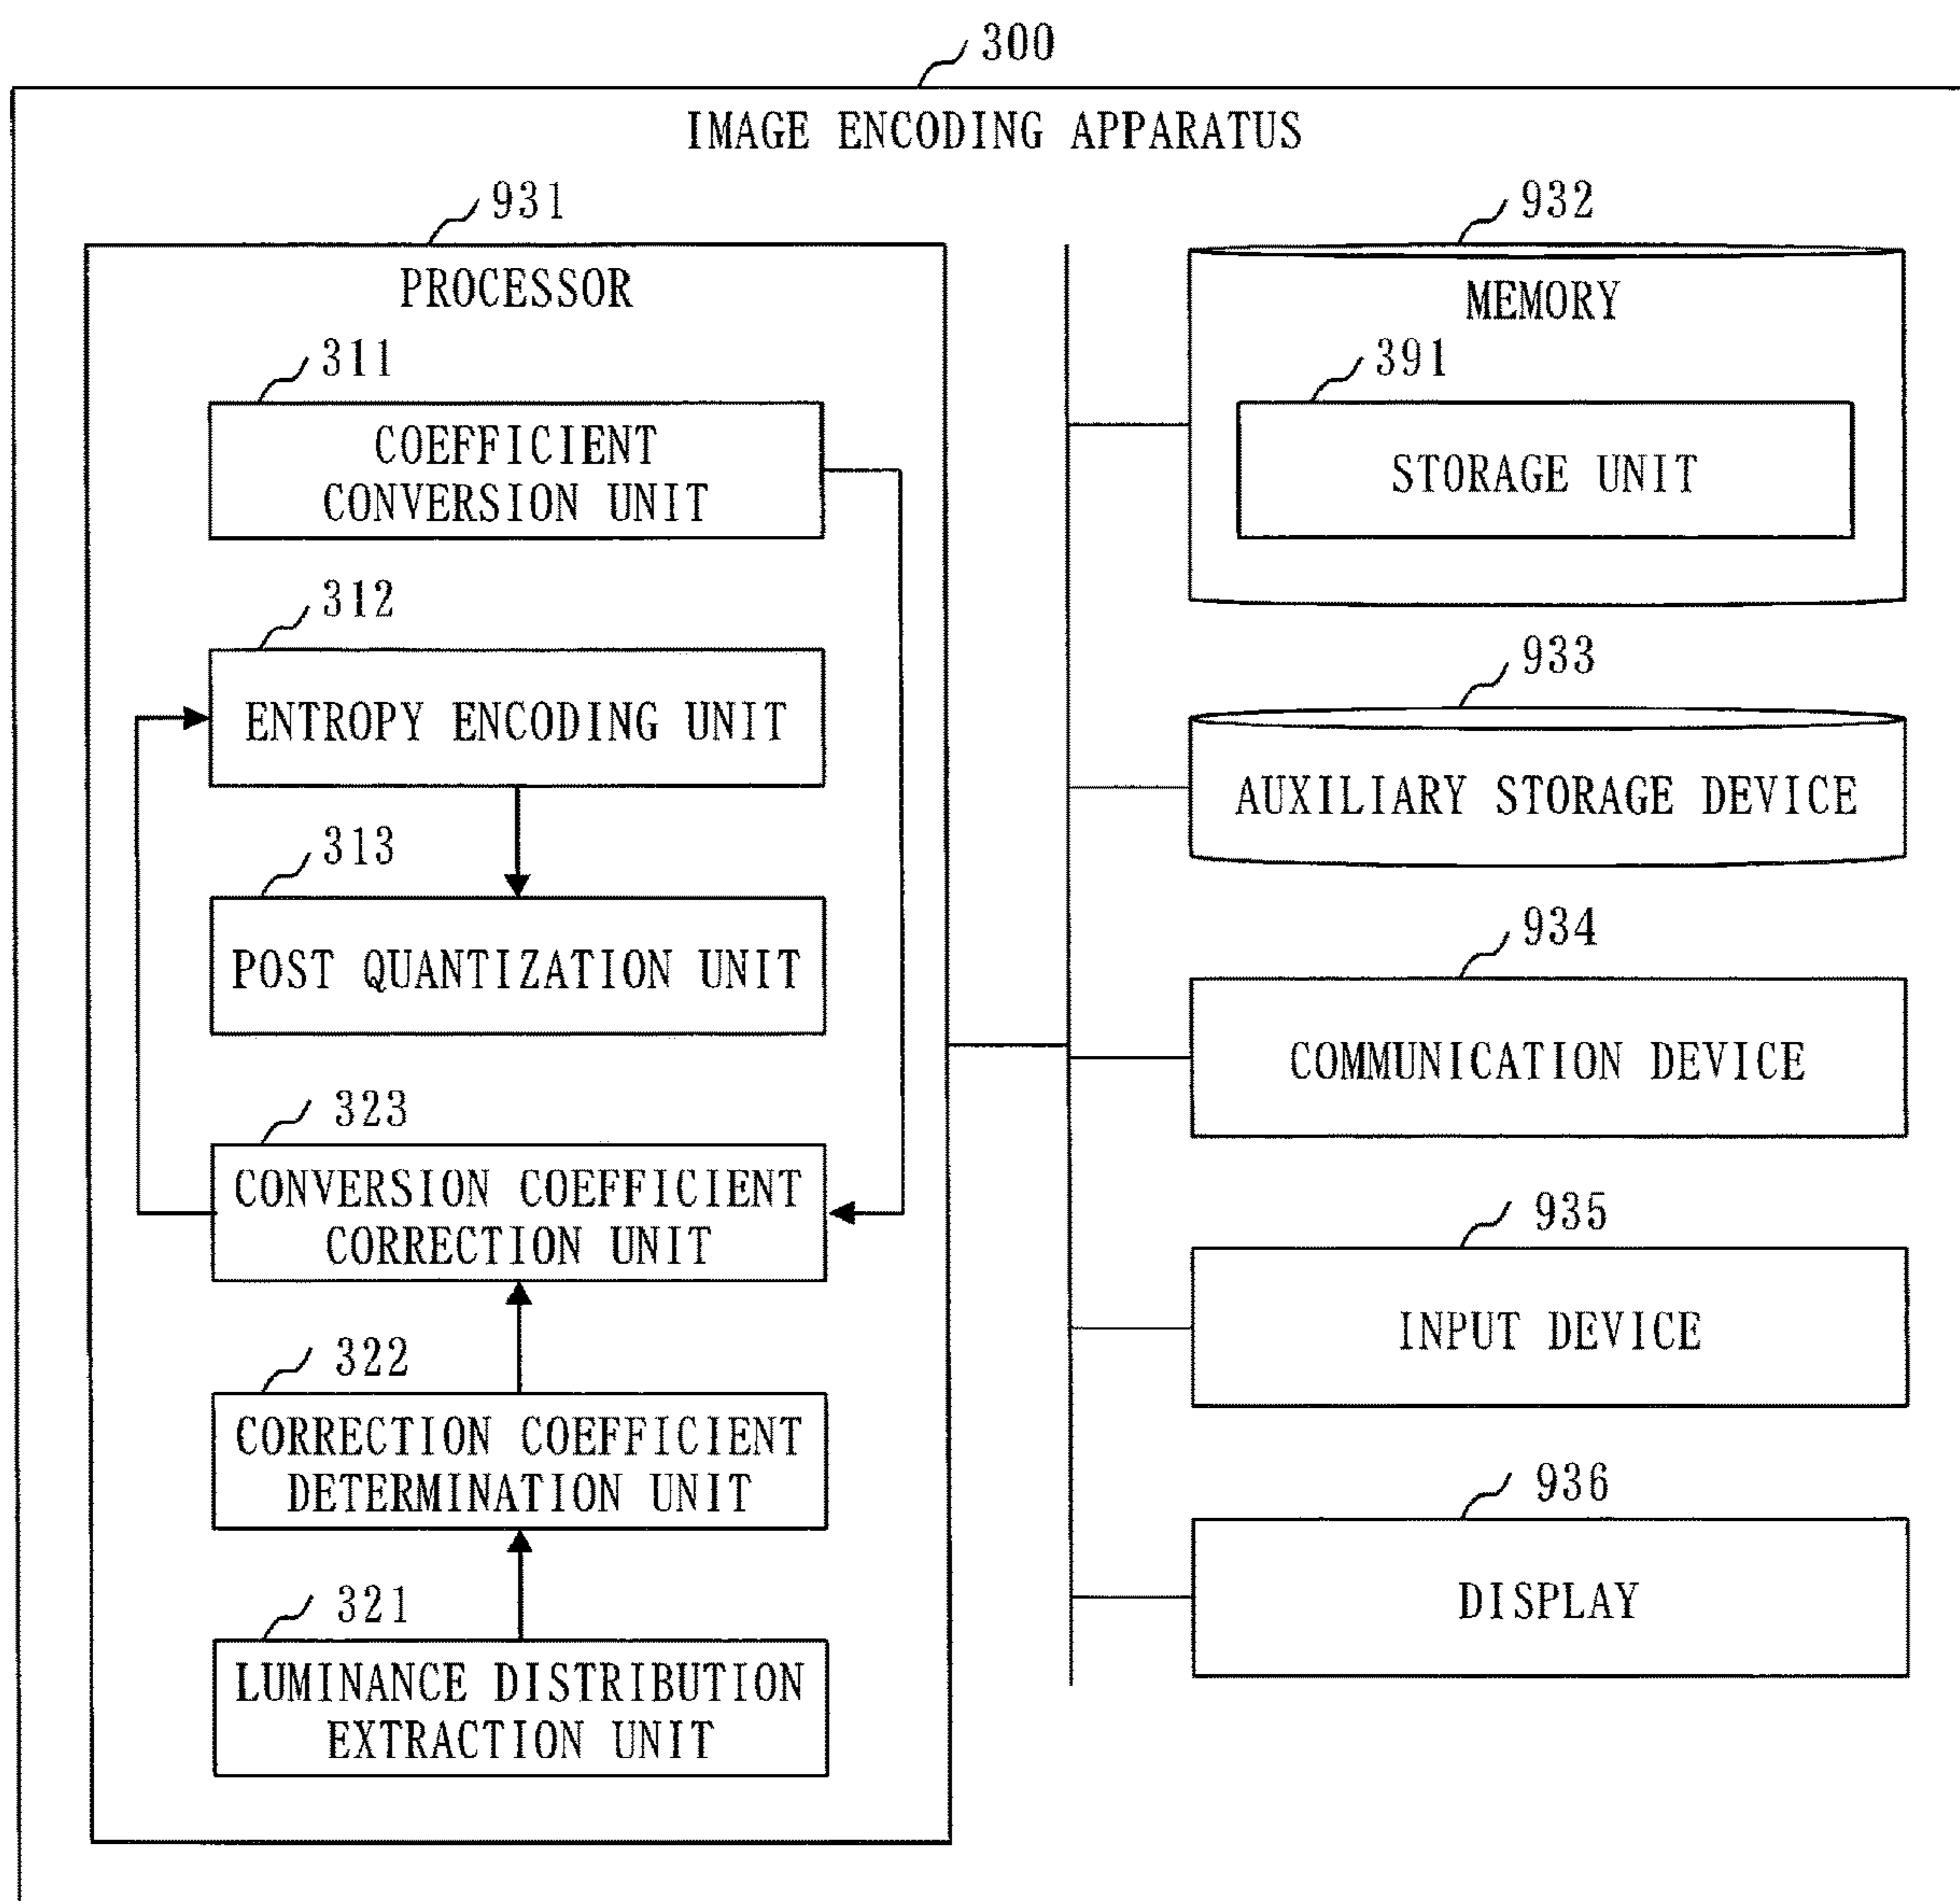 300
IMAGE ENCODING APPARATUS
931
PROCESSOR
311
COEFFICIENT
CONVERSION UNIT
312
ENTROPY ENCODING UNIT
313
POST QUANTIZATION UNIT
323
CONVERSION COEFFICIENT
CORRECTION UNIT
322
CORRECTION COEFFICIENT
DETERMINATION UNIT
321
LUMINANCE DISTRIBUTION
EXTRACTION UNIT
932
MEMORY
391
STORAGE UNIT
933
AUXILIARY STORAGE DEVICE
934
COMMUNICATION DEVICE
935
INPUT DEVICE
936
DISPLAY